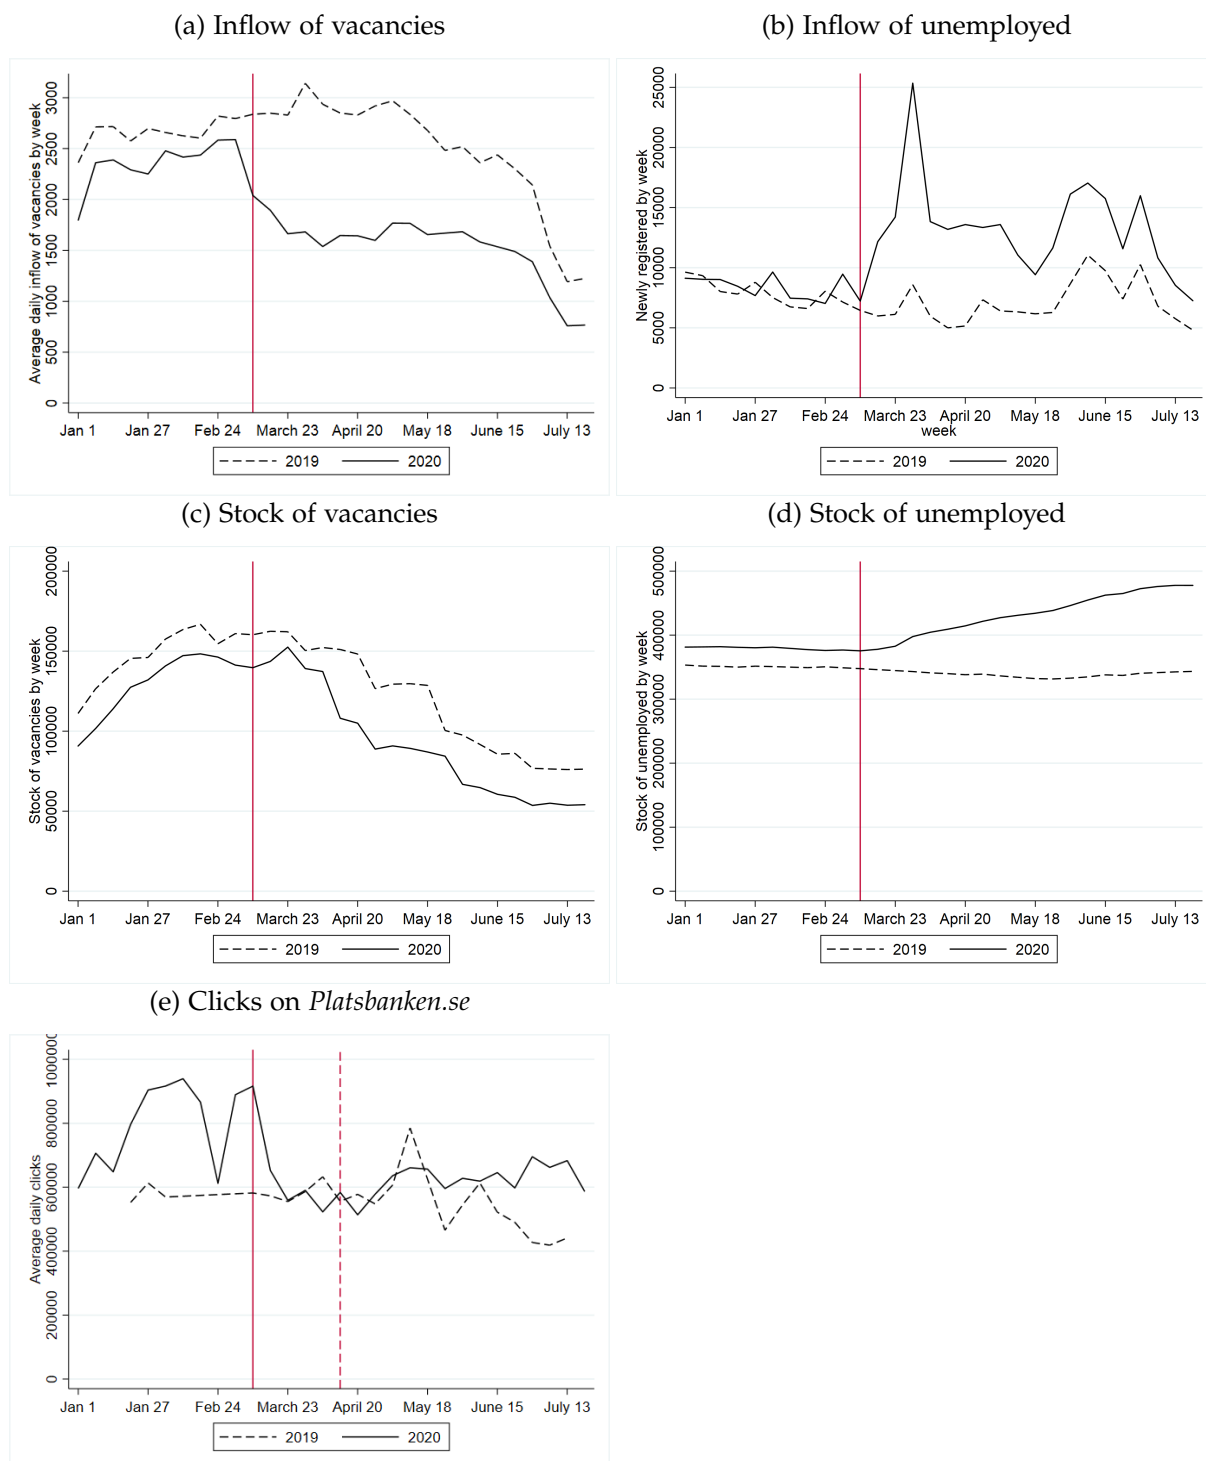 (a) Inflow of vacancies
Average daily inflow of vacancies by week
3000
2500
2000
1500
1000
500
0
Jan 1 Jan 27 Feb 24 March 23 April 20 May 18 June 15 July 13
2019 2020
(b) Inflow of unemployed
Newly registered by week
25000
20000
15000
10000
5000
0
Jan 1 Jan 27 Feb 24 March 23 April 20 May 18 June 15 July 13
week
2019 2020
(c) Stock of vacancies
Stock of vacancies by week
200000
150000
100000
50000
0
Jan 1 Jan 27 Feb 24 March 23 April 20 May 18 June 15 July 13
2019 2020
(d) Stock of unemployed
Stock of unemployed by week
500000
400000
300000
200000
100000
0
Jan 1 Jan 27 Feb 24 March 23 April 20 May 18 June 15 July 13
2019 2020
(e) Clicks on Platsbanken.se
Average daily clicks
1000000
800000
600000
400000
200000
0
Jan 1 Jan 27 Feb 24 March 23 April 20 May 18 June 15 July 13
2019 2020